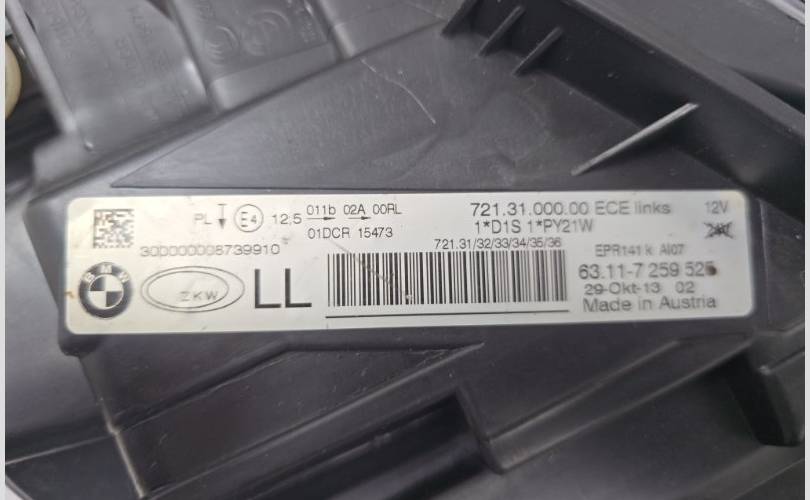 PL E4 12,5 011b 02A 00RL
01DCR 15473
721.31.000.00 ECE links 12V
1*D1S 1*PY21W
300000008739910
721.31/32/33/34/35/36
EPR141 k AI07
BMW
ZKW
LL
63.11-7 259
29-Okt-13 02
Made in Austria